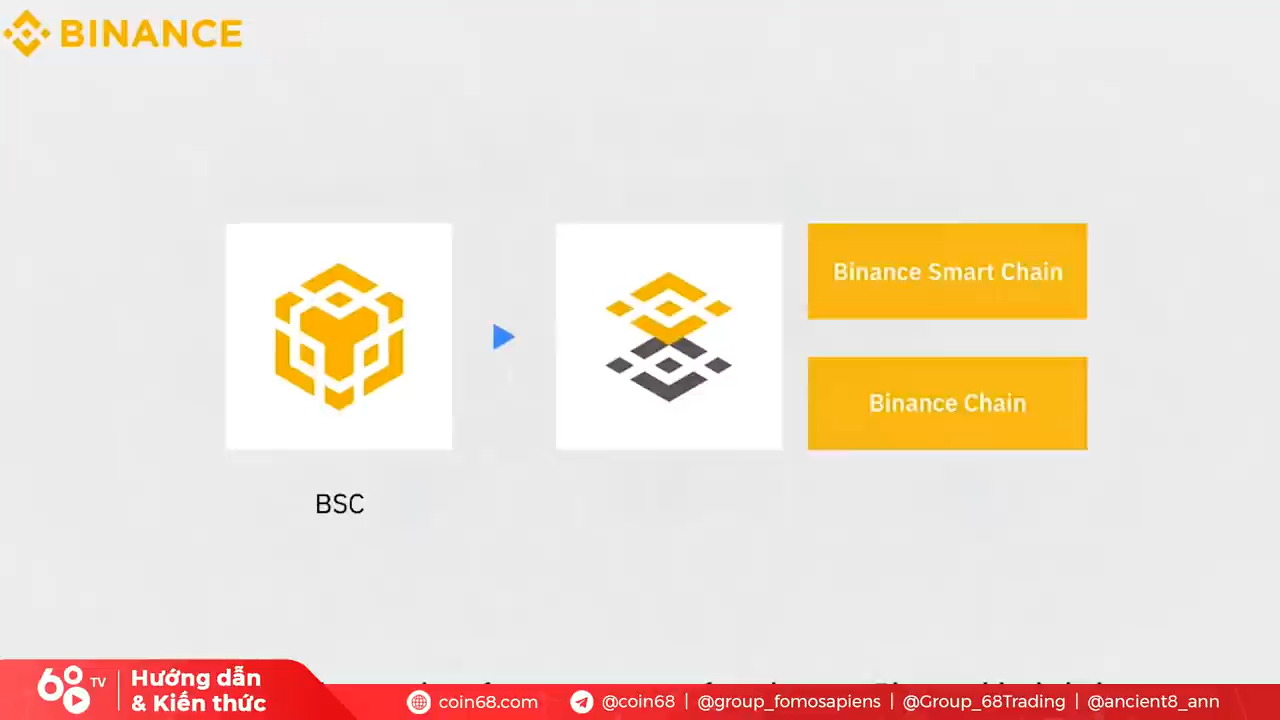 BINANCE
Binance Smart Chain
Binance Chain
BSC
68 TV
Hướng dẫn
& Kiến thức
coin68.com
@coin68 | @group_fomosapiens | @Group_68Trading | @ancient8_ann